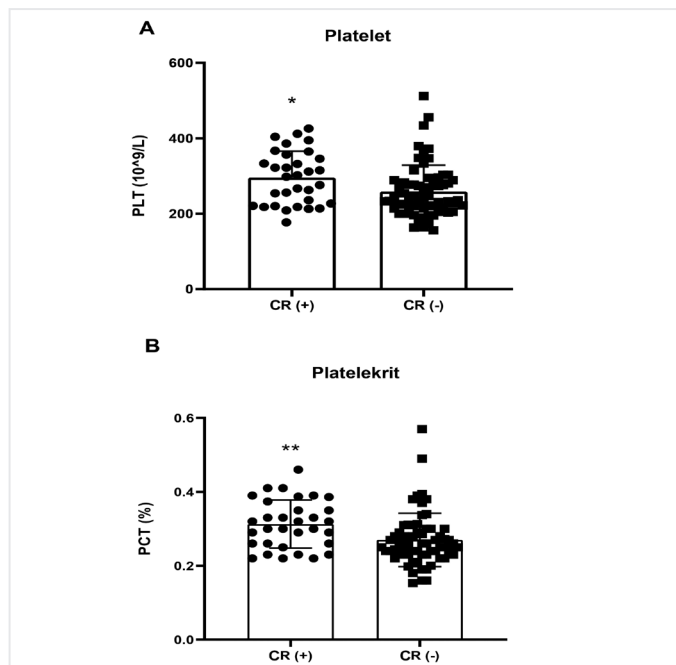 A
Platelet
600
400
200
0
PLT (10^9/L)
*
CR (+)
CR (-)
B
Platelekrit
0.6
0.4
0.2
0.0
PCT (%)
**
CR (+)
CR (-)